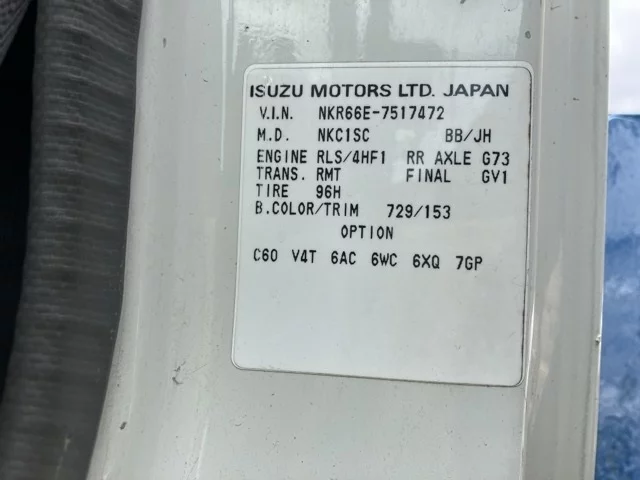 ISUZU MOTORS LTD. JAPAN
V.I.N. NKR66E-7517472
M.D. NKC1SC BB/JH
ENGINE RLS/4HF1 RR AXLE G73
TRANS. RMT FINAL GV1
TIRE 96H
B.COLOR/TRIM 729/153
OPTION
C60 V4T 6AC 6WC 6XQ 7GP